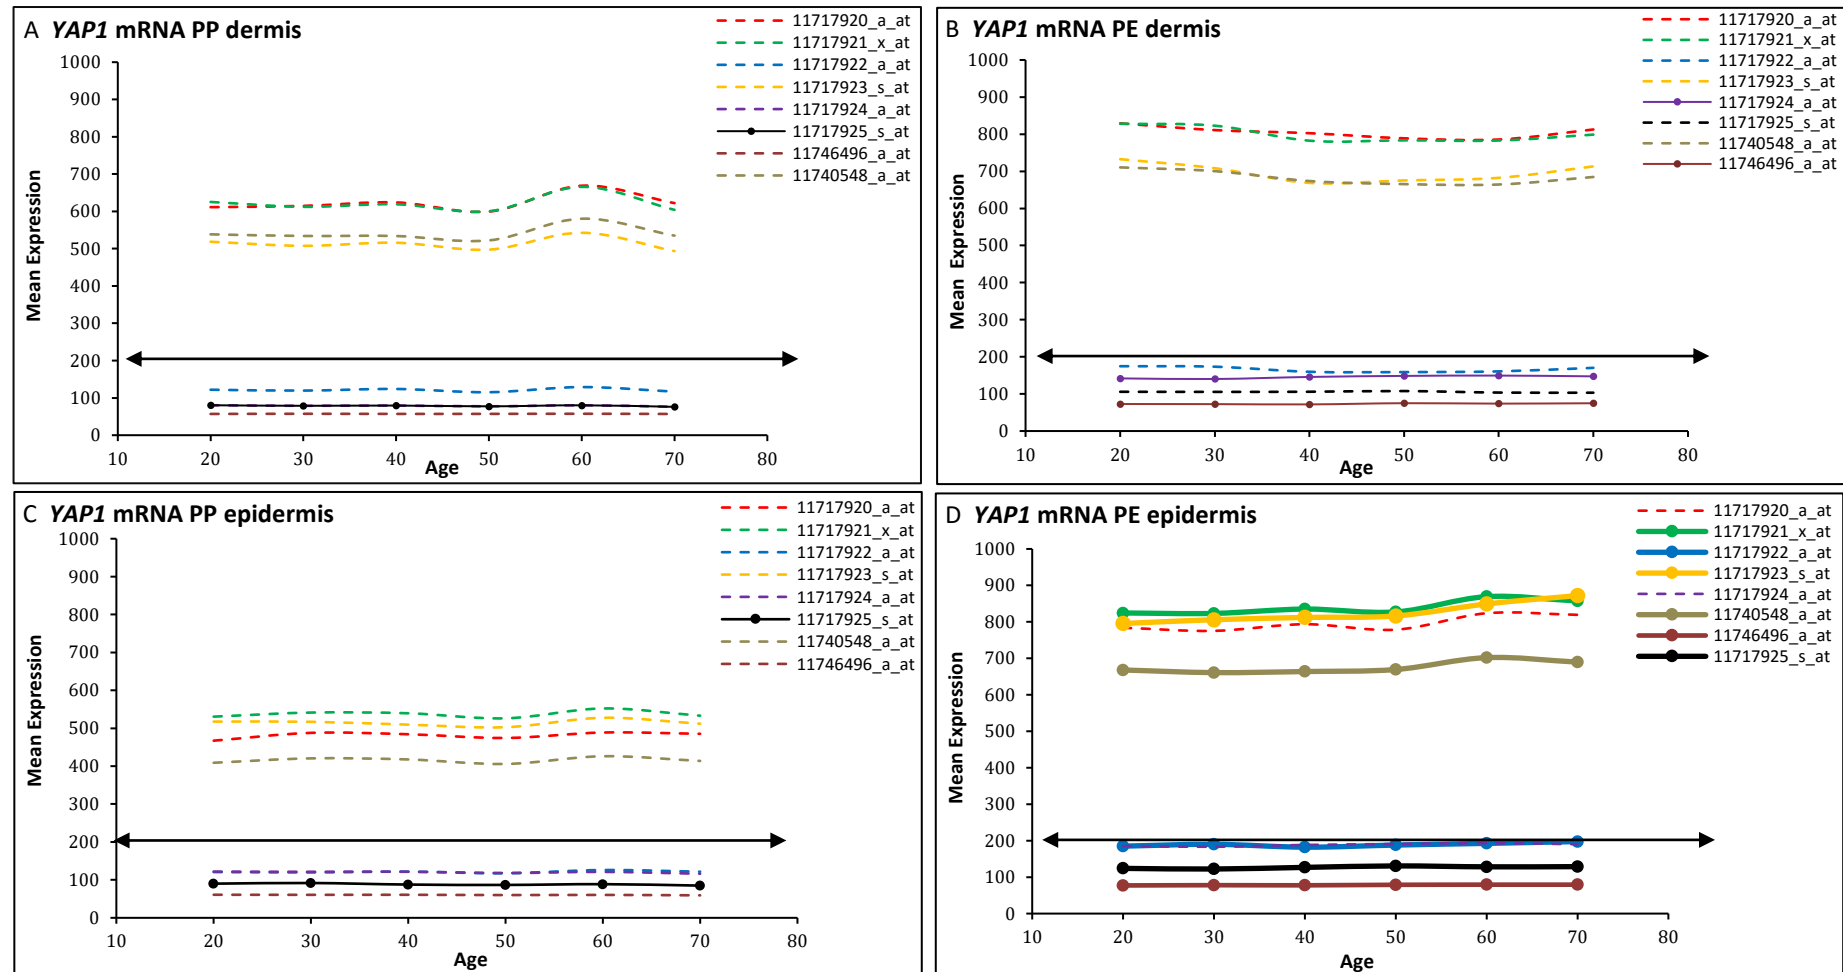 A YAP1 mRNA PP dermis
11717920_a_at
11717921_x_at
11717922_a_at
11717923_s_at
11717924_a_at
11717925_s_at
11746496_a_at
11740548_a_at
Mean Expression
1000
900
800
700
600
500
400
300
200
100
0
10 20 30 40 50 60 70 80
Age
B YAP1 mRNA PE dermis
11717920_a_at
11717921_x_at
11717922_a_at
11717923_s_at
11717924_a_at
11717925_s_at
11740548_a_at
11746496_a_at
Mean Expression
1000
900
800
700
600
500
400
300
200
100
0
10 20 30 40 50 60 70 80
Age
C YAP1 mRNA PP epidermis
11717920_a_at
11717921_x_at
11717922_a_at
11717923_s_at
11717924_a_at
11717925_s_at
11740548_a_at
11746496_a_at
Mean Expression
1000
900
800
700
600
500
400
300
200
100
0
10 20 30 40 50 60 70 80
Age
D YAP1 mRNA PE epidermis
11717920_a_at
11717921_x_at
11717922_a_at
11717923_s_at
11717924_a_at
11740548_a_at
11746496_a_at
11717925_s_at
Mean Expression
1000
900
800
700
600
500
400
300
200
100
0
10 20 30 40 50 60 70 80
Age